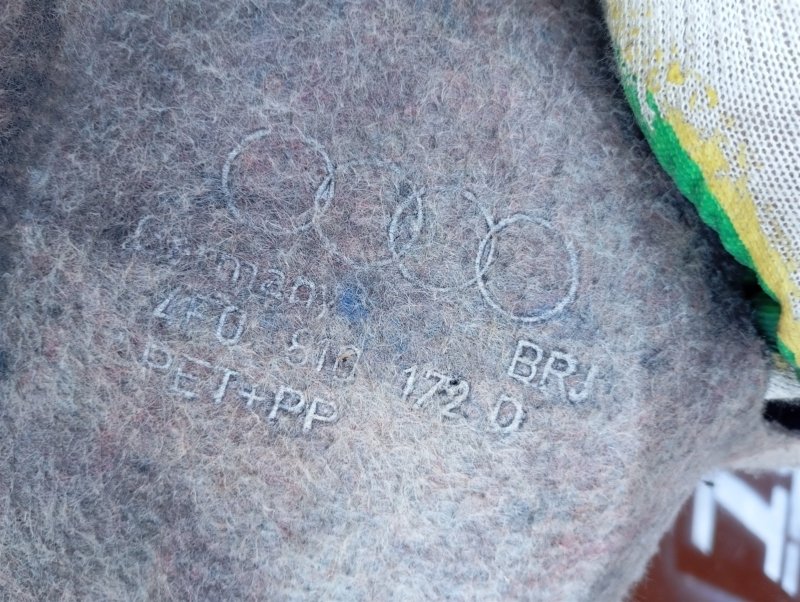 Germany BRJ
4F0 810 172 D
PET+PP